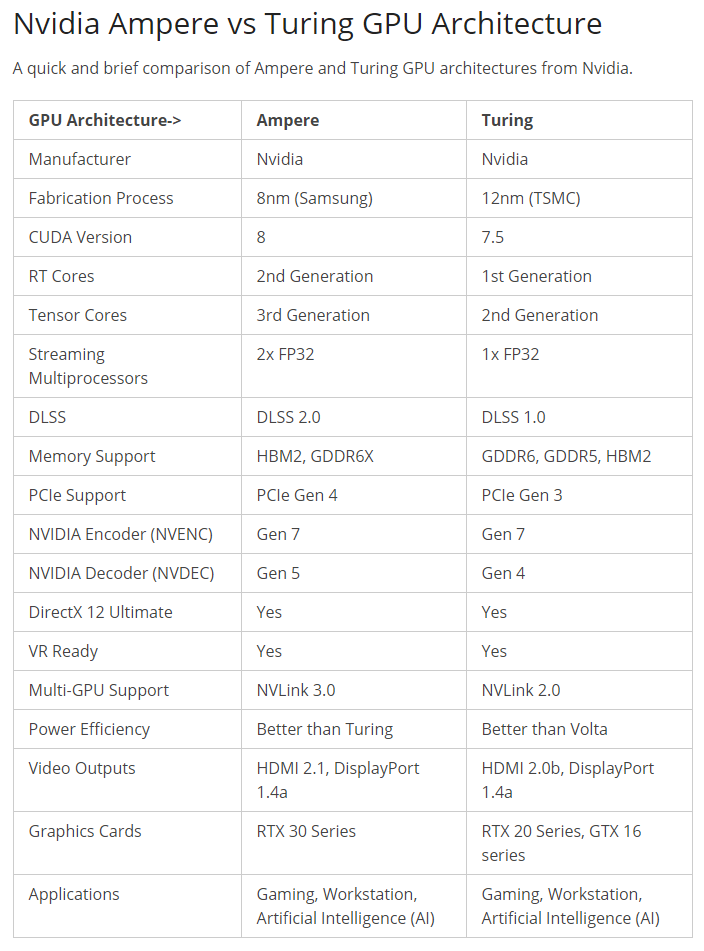 Nvidia Ampere vs Turing GPU Architecture
A quick and brief comparison of Ampere and Turing GPU architectures from Nvidia.
GPU Architecture-> Ampere Turing
Manufacturer Nvidia Nvidia
Fabrication Process 8nm (Samsung) 12nm (TSMC)
CUDA Version 8 7.5
RT Cores 2nd Generation 1st Generation
Tensor Cores 3rd Generation 2nd Generation
Streaming 2x FP32 1x FP32
Multiprocessors
DLSS DLSS 2.0 DLSS 1.0
Memory Support HBM2, GDDR6X GDDR6, GDDR5, HBM2
PCIe Support PCIe Gen 4 PCIe Gen 3
NVIDIA Encoder (NVENC) Gen 7 Gen 7
NVIDIA Decoder (NVDEC) Gen 5 Gen 4
DirectX 12 Ultimate Yes Yes
VR Ready Yes Yes
Multi-GPU Support NVLink 3.0 NVLink 2.0
Power Efficiency Better than Turing Better than Volta
Video Outputs HDMI 2.1, DisplayPort HDMI 2.0b, DisplayPort
1.4a 1.4a
Graphics Cards RTX 30 Series RTX 20 Series, GTX 16
series
Applications Gaming, Workstation, Gaming, Workstation,
Artificial Intelligence (AI) Artificial Intelligence (AI)